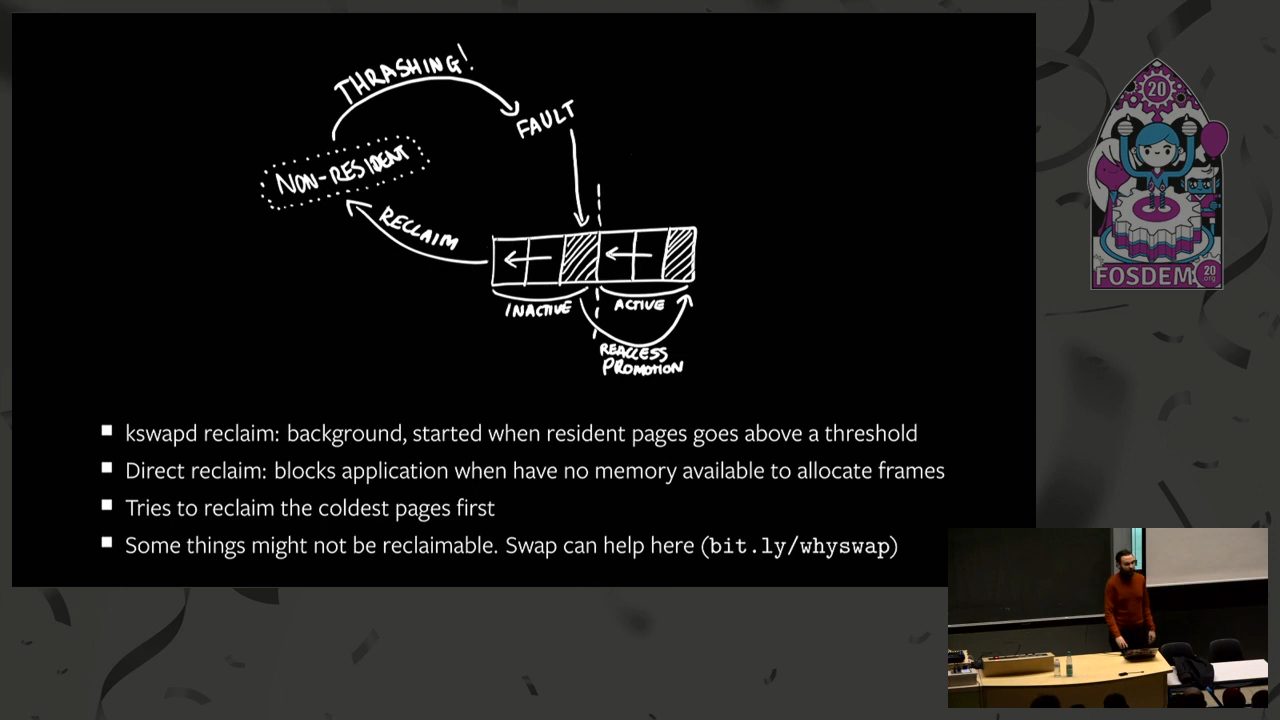 THRASHING!
FAULT
NON-RESIDENT
RECLAIM
INACTIVE
ACTIVE
REACCESS
PROMOTION
kswapd reclaim: background, started when resident pages goes above a threshold
Direct reclaim: blocks application when have no memory available to allocate frames
Tries to reclaim the coldest pages first
Some things might not be reclaimable. Swap can help here (bit.ly/whyswap)
20
FOSDEM
20
.org